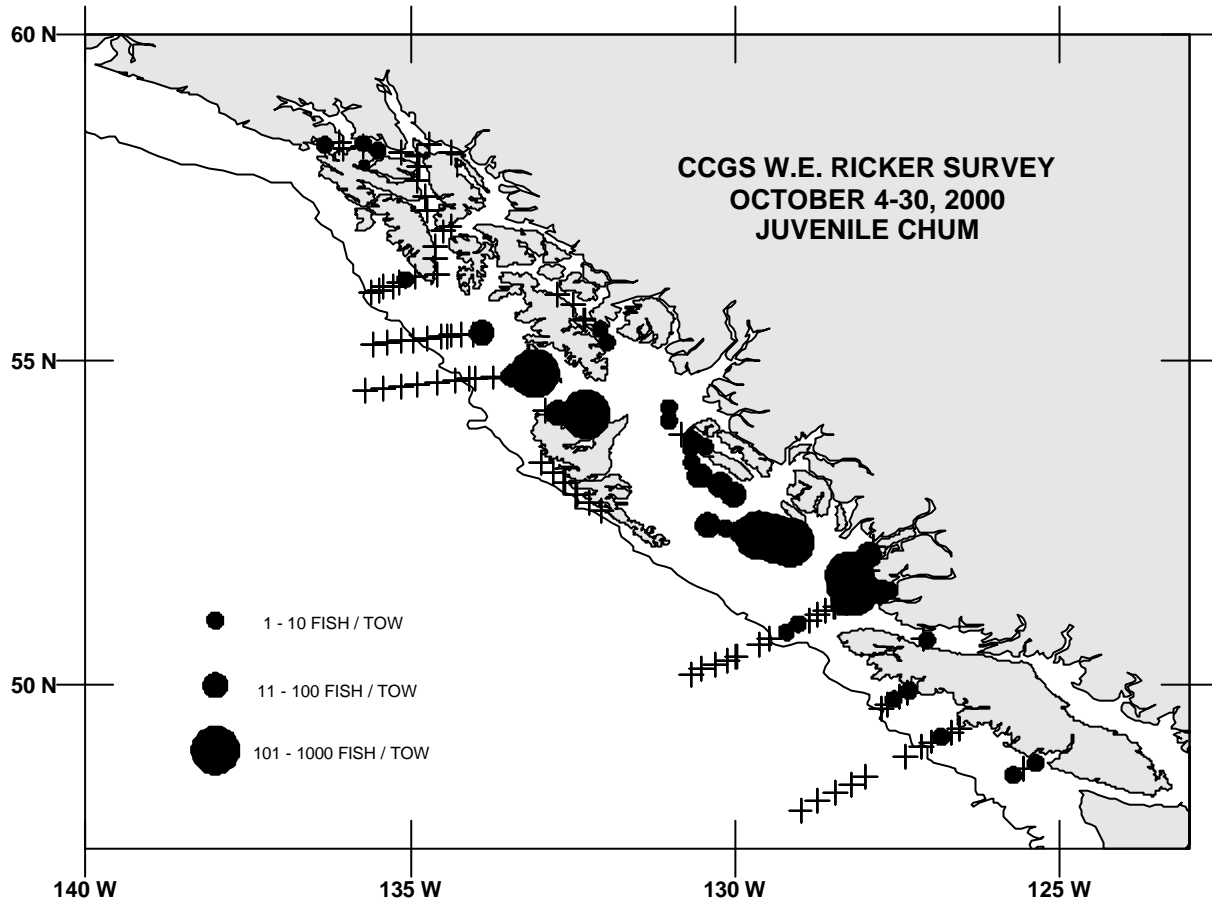 60 N
CCGS W.E. RICKER SURVEY
OCTOBER 4-30, 2000
JUVENILE CHUM
55 N
1 - 10 FISH / TOW
50 N
11 - 100 FISH / TOW
101 - 1000 FISH / TOW
140 W
135 W
130 W
125 W